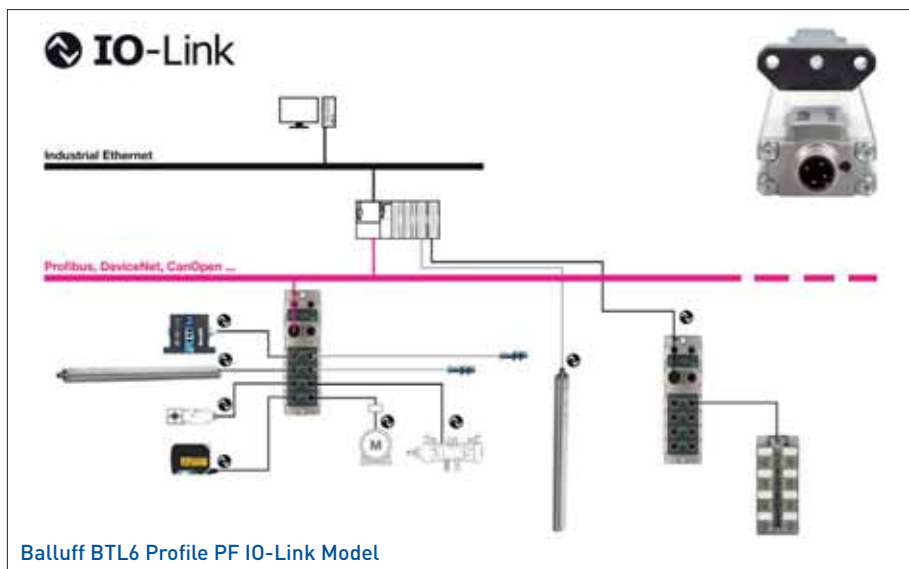 IO-Link
Industrial Ethernet
Profibus, DeviceNet, CanOpen ...
M
Balluff BTL6 Profile PF IO-Link Model